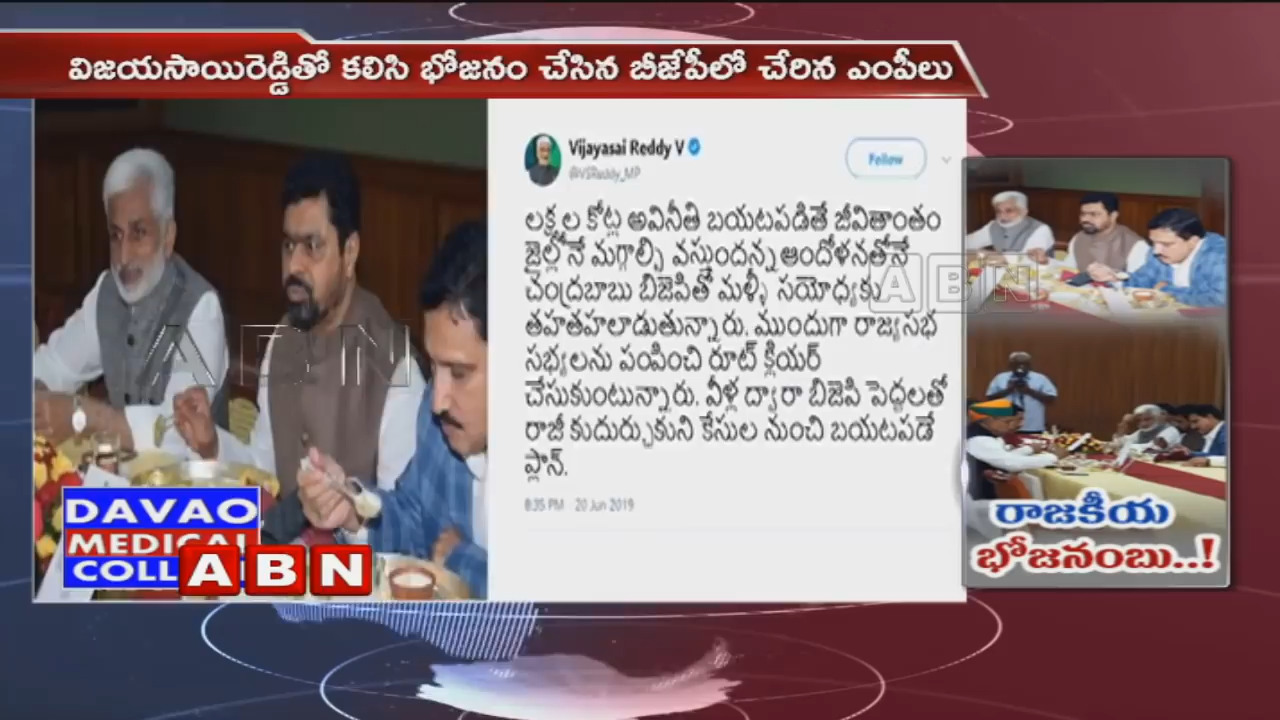 విజయసాయిరెడ్డితో కలిసి భోజనం చేసిన బీజేపీలో చేరిన ఎంపీలు
Vijayasai Reddy V
@VSReddy_MP
Follow
లక్షల కోట్ల అవినీతి బయటపడితే జీవితాంతం
జైల్లోనే మగ్గాల్సి వస్తుందన్న ఆందోళనతోనే
చంద్రబాబు బిజెపితో మళ్ళీ సయోధ్యకు
తహతహలాడుతున్నారు. ముందుగా రాజ్యసభ
సభ్యులను పంపించి రూట్ క్లియర్
చేసుకుంటున్నారు. వీళ్ల ద్వారా బిజెపి పెద్దలతో
రాజీ కుదుర్చుకుని కేసుల నుంచి బయటపడే
ప్లాన్.
8:35 PM 20 Jun 2019
ABN
ABN
DAVAO
MEDICAL
COLL
ABN
రాజకీయ
భోజనంబు..!